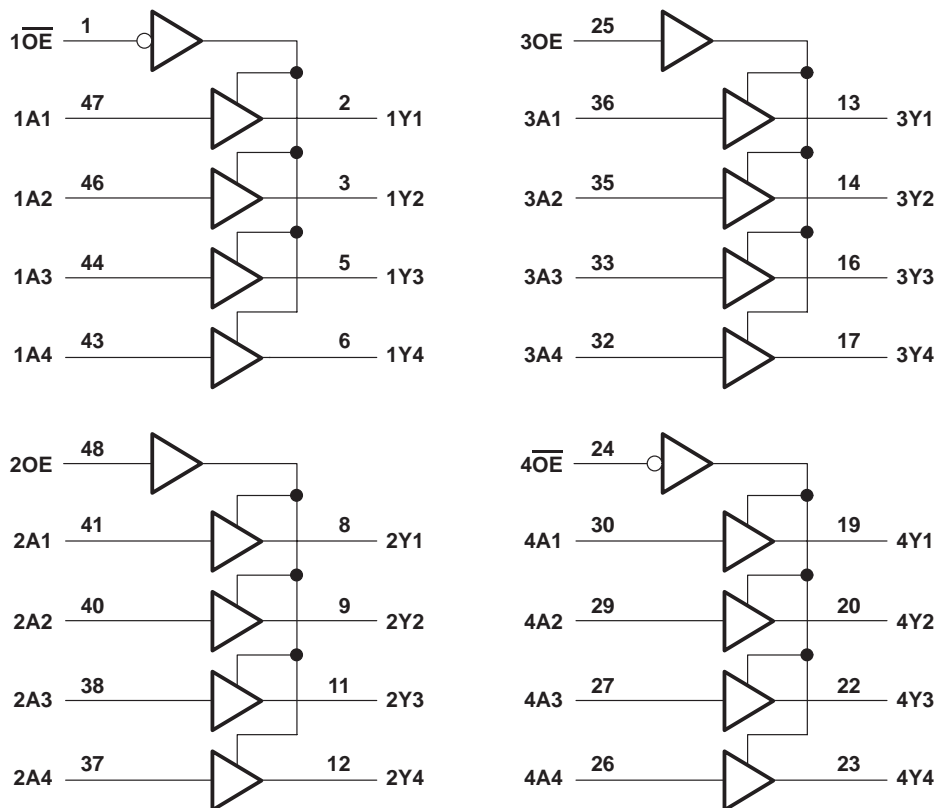 1OE 1
1A1 47 2 1Y1
1A2 46 3 1Y2
1A3 44 5 1Y3
1A4 43 6 1Y4
3OE 25
3A1 36 13 3Y1
3A2 35 14 3Y2
3A3 33 16 3Y3
3A4 32 17 3Y4
2OE 48
2A1 41 8 2Y1
2A2 40 9 2Y2
2A3 38 11 2Y3
2A4 37 12 2Y4
4OE 24
4A1 30 19 4Y1
4A2 29 20 4Y2
4A3 27 22 4Y3
4A4 26 23 4Y4